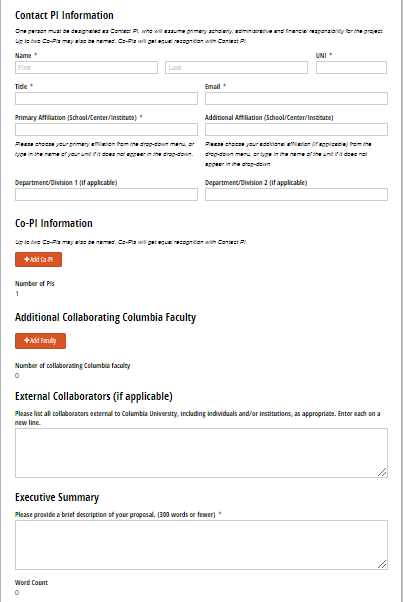 Contact PI Information
One person must be designated as Contact PI, who will assume primary scholarly, administrative and financial responsibility for the project.
Up to two Co-PIs may also be named. Co-PIs will get equal recognition with Contact PI.
Name * UNI *
First Last
Title * Email *
Primary Affiliation (School/Center/Institute) * Additional Affiliation (School/Center/Institute)
Please choose your primary affiliation from the drop-down menu, or Please choose your additional affiliation (if applicable) from the
type in the name of your unit if it does not appear in the drop-down. drop-down menu, or type in the name of the unit if it does not
appear in the drop-down.
Department/Division 1 (if applicable) Department/Division 2 (if applicable)
Co-PI Information
Up to two Co-PIs may also be named. Co-PIs will get equal recognition with Contact PI.
+Add Co-PI
Number of PIs
1
Additional Collaborating Columbia Faculty
+Add Faculty
Number of collaborating Columbia faculty
0
External Collaborators (if applicable)
Please list all collaborators external to Columbia University, including individuals and/or institutions, as appropriate. Enter each on a
new line.
Executive Summary
Please provide a brief description of your proposal. (300 words or fewer) *
Word Count
0